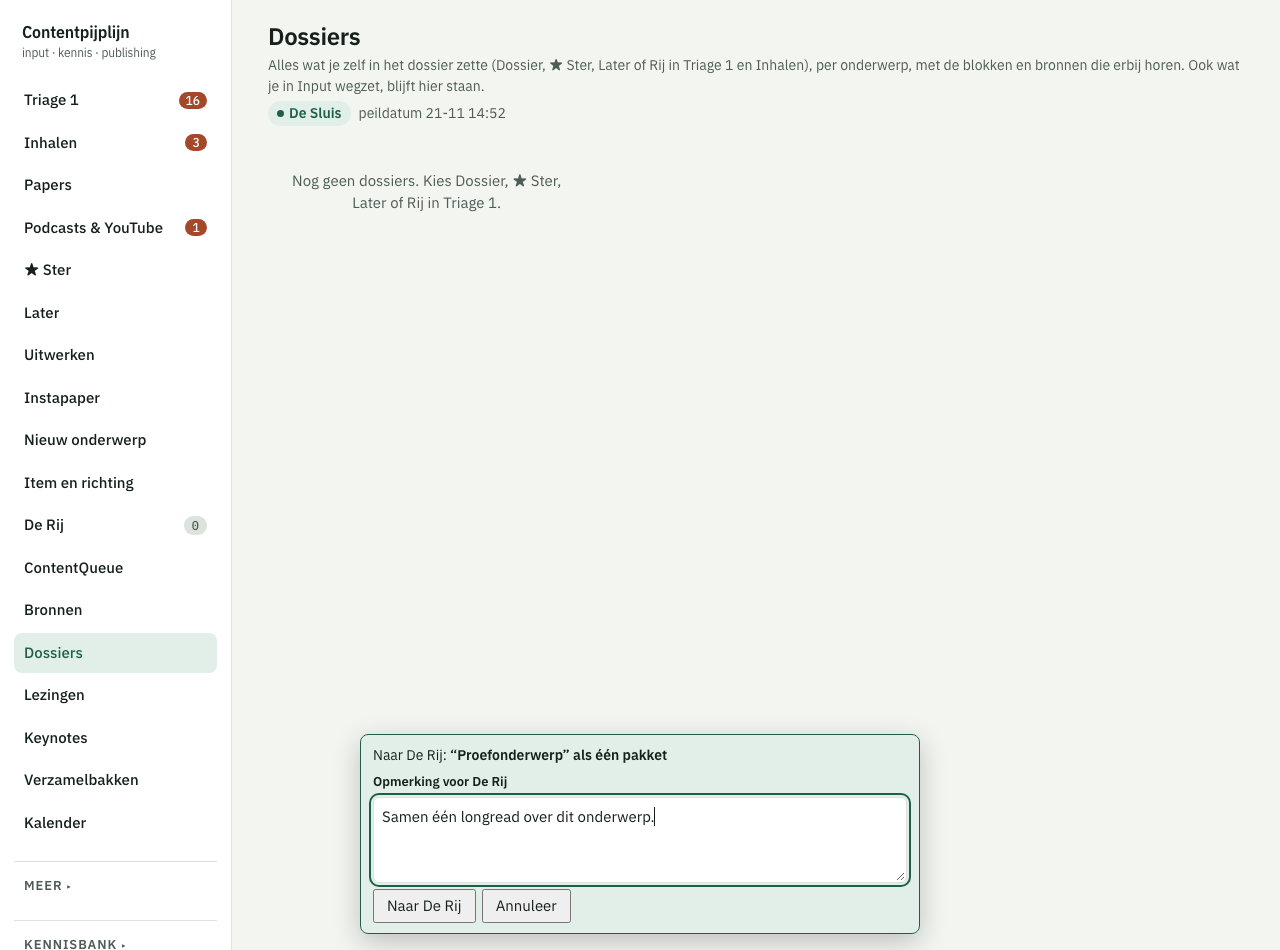 Contentpijplijn
input · kennis · publishing
Triage 1 16
Inhalen 3
Papers
Podcasts & YouTube 1
★ Ster
Later
Uitwerken
Instapaper
Nieuw onderwerp
Item en richting
De Rij 0
ContentQueue
Bronnen
Dossiers
Lezingen
Keynotes
Verzamelbakken
Kalender
MEER ▸
KENNISBANK ▸
Dossiers
Alles wat je zelf in het dossier zette (Dossier, ★ Ster, Later of Rij in Triage 1 en Inhalen), per onderwerp, met de blokken en bronnen die erbij horen. Ook wat
je in Input wegzet, blijft hier staan.
● De Sluis peildatum 21-11 14:52
Nog geen dossiers. Kies Dossier, ★ Ster,
Later of Rij in Triage 1.
Naar De Rij: “Proefonderwerp” als één pakket
Opmerking voor De Rij
Samen één longread over dit onderwerp.
Naar De Rij Annuleer